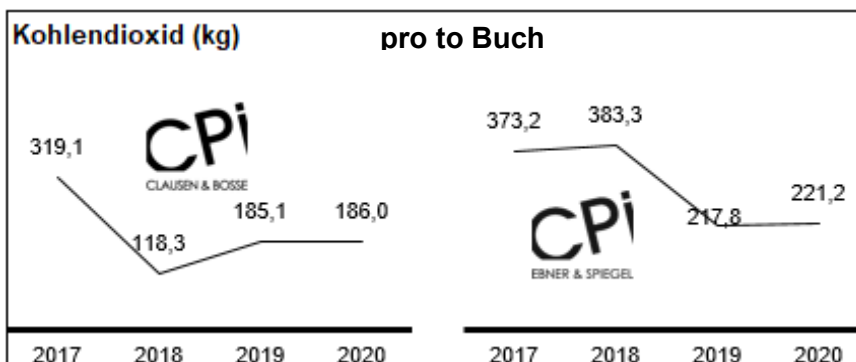 Kohlendioxid (kg) pro to Buch
CPi
CLAUSEN & BOSSE
319,1
118,3
185,1
186,0
2017 2018 2019 2020
373,2
383,3
CPi
EBNER & SPIEGEL
217,8
221,2
2017 2018 2019 2020